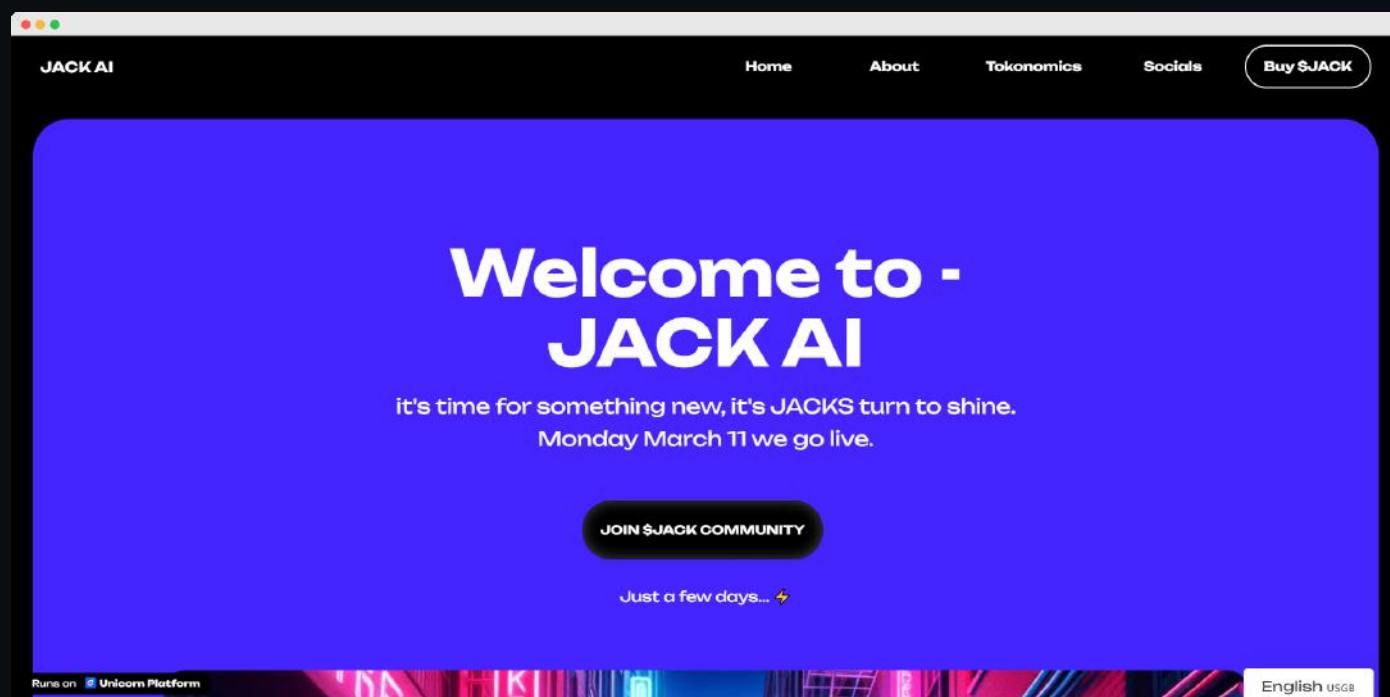 JACK AI
Home About Tokonomics Socials Buy $JACK
Welcome to -
JACK AI
it's time for something new, it's JACKS turn to shine.
Monday March 11 we go live.
JOIN $JACK COMMUNITY
Just a few days... ⚡
Runs on Unicorn Platform
English USGB